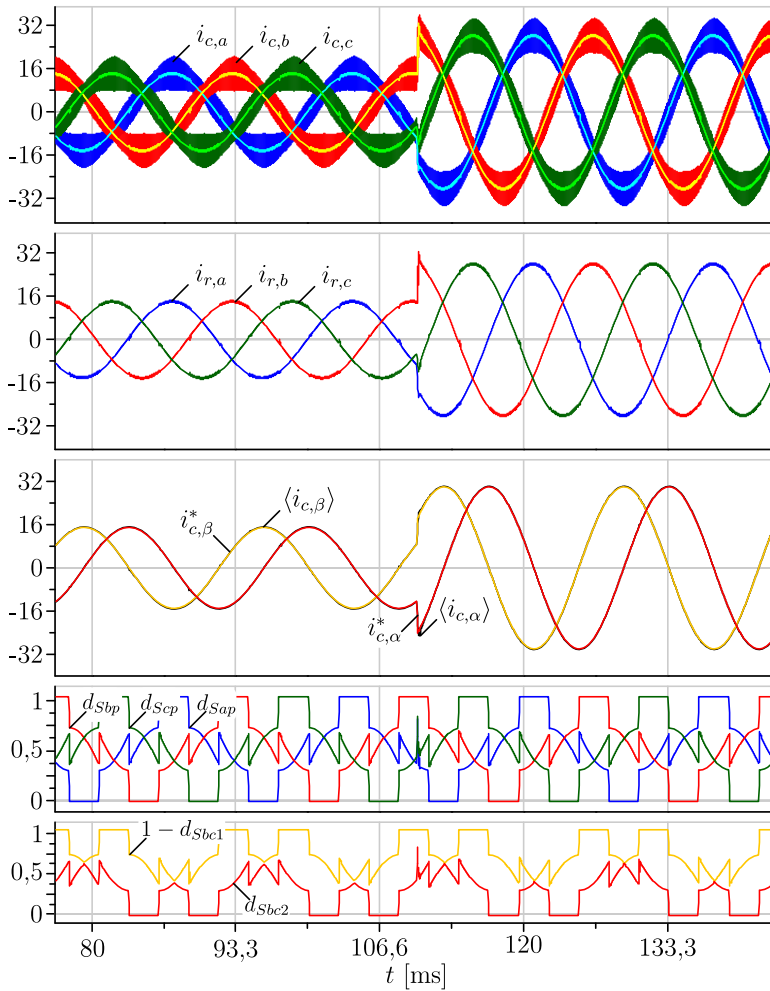 32
16
0
-16
-32
i_{c,a} i_{c,b} i_{c,c}
32
16
0
-16
-32
i_{r,a} i_{r,b} i_{r,c}
32
16
0
-16
-32
i^*_{c,β} ⟨i_{c,β}⟩
i^*_{c,α} ⟨i_{c,α}⟩
1
0,5
0
d_{Sbp} d_{Scp} d_{Sap}
1
0,5
0
1 − d_{Sbc1}
d_{Sbc2}
80 93,3 106,6 120 133,3
t [ms]